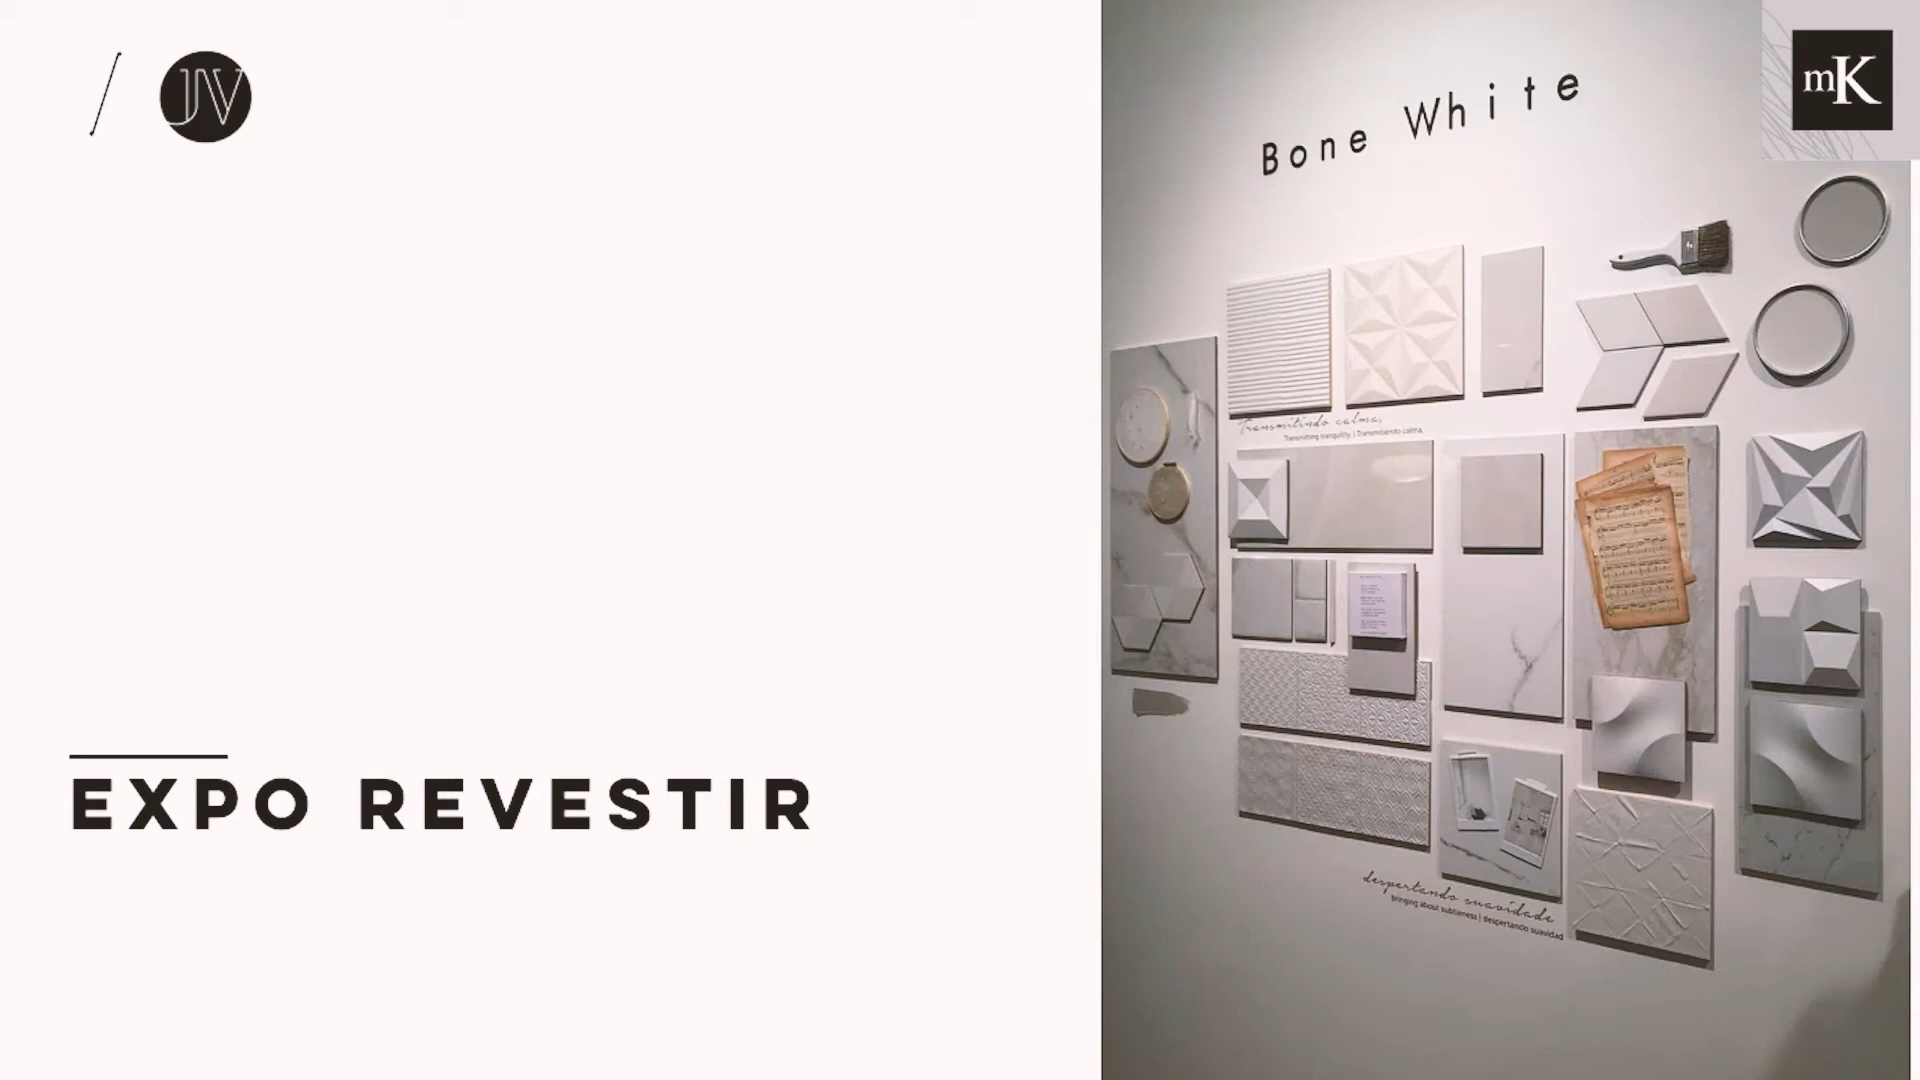 JV
mK
Bone White
Transmitindo calma,
Transmitting tranquility. | Transmitiendo calma.
despertando suavidade
bringing about subtleness | despertando suavidad
EXPO REVESTIR